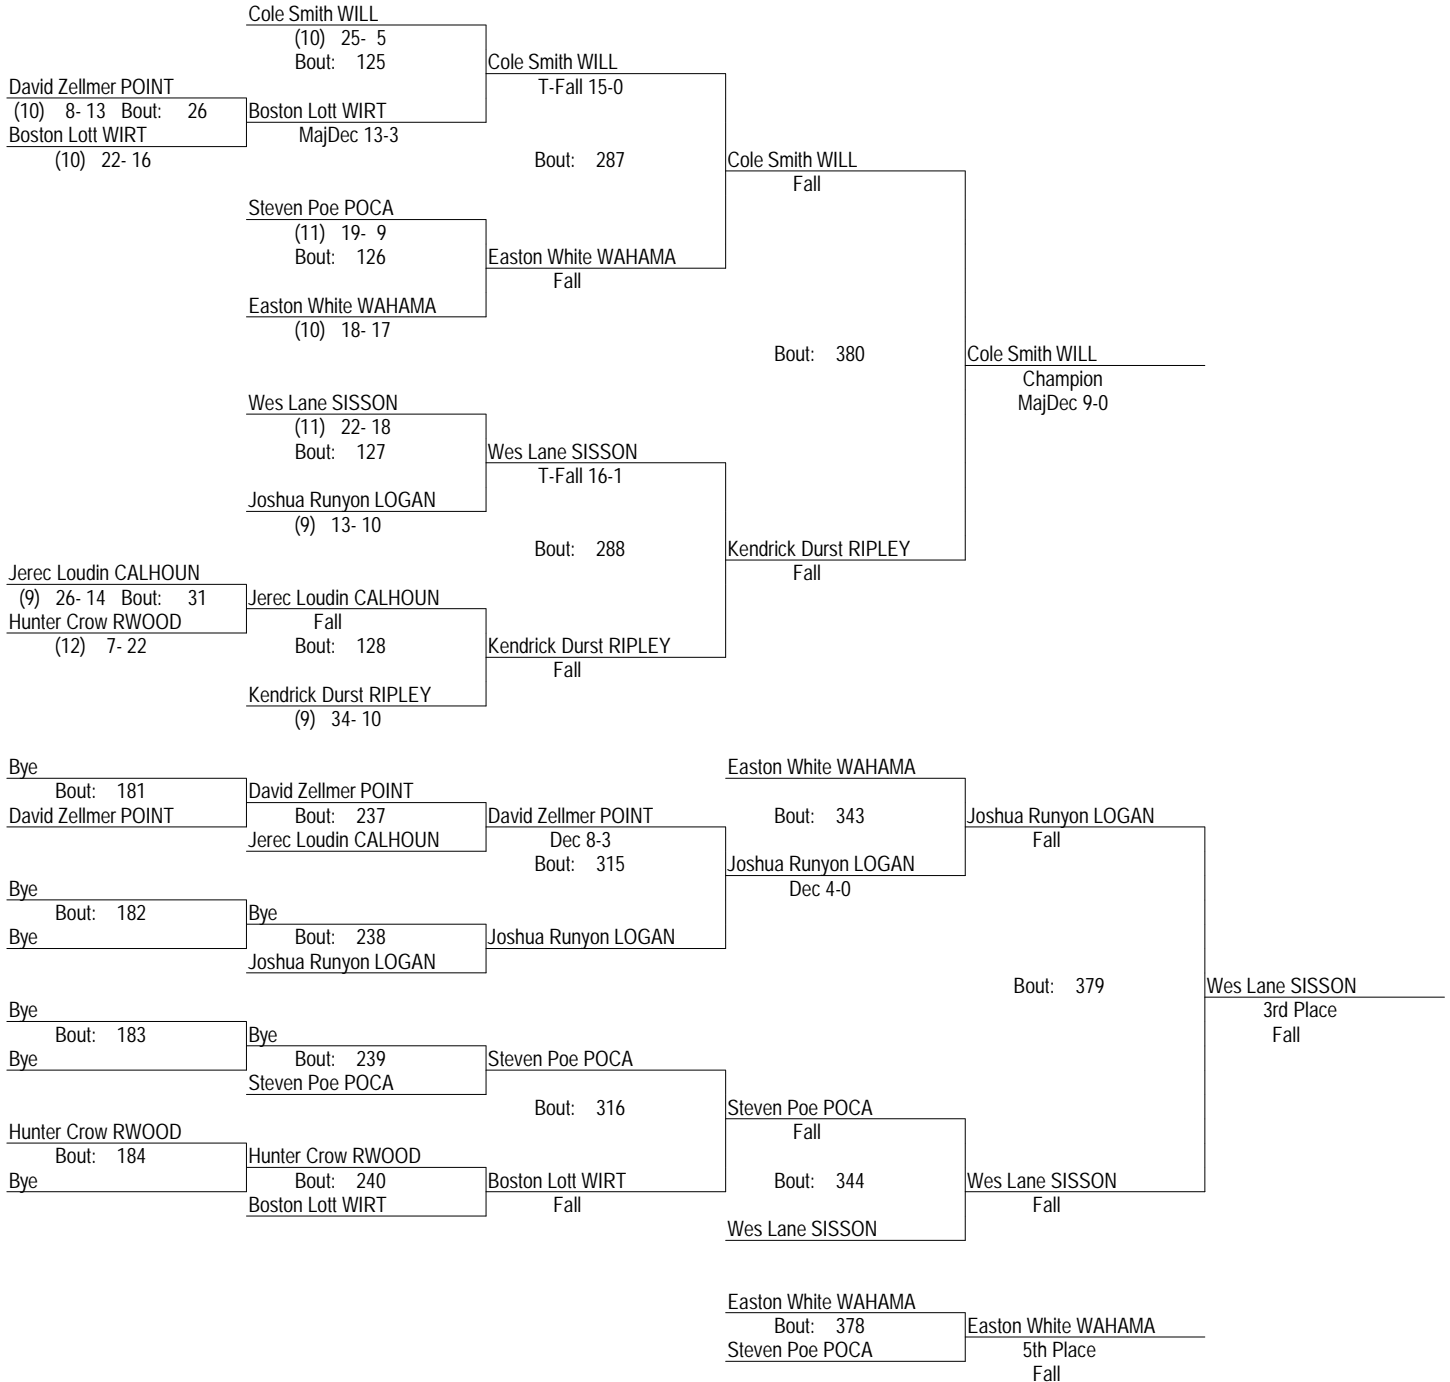 Cole Smith WILL
(10) 25- 5
Bout: 125
Cole Smith WILL
T-Fall 15-0
David Zellmer POINT
(10) 8- 13 Bout: 26
Boston Lott WIRT
Boston Lott WIRT
MajDec 13-3
(10) 22- 16
Bout: 287
Cole Smith WILL
Fall
Steven Poe POCA
(11) 19- 9
Bout: 126
Easton White WAHAMA
Fall
Easton White WAHAMA
(10) 18- 17
Bout: 380
Cole Smith WILL
Champion
MajDec 9-0
Wes Lane SISSON
(11) 22- 18
Bout: 127
Wes Lane SISSON
T-Fall 16-1
Joshua Runyon LOGAN
(9) 13- 10
Bout: 288
Kendrick Durst RIPLEY
Fall
Jerec Loudin CALHOUN
(9) 26- 14 Bout: 31
Hunter Crow RWOOD
(12) 7- 22
Jerec Loudin CALHOUN
Fall
Bout: 128
Kendrick Durst RIPLEY
Fall
Kendrick Durst RIPLEY
(9) 34- 10
Bye
Bout: 181
David Zellmer POINT
David Zellmer POINT
Bout: 237
Jerec Loudin CALHOUN
David Zellmer POINT
Dec 8-3
Bout: 315
Easton White WAHAMA
Bout: 343
Joshua Runyon LOGAN
Dec 4-0
Joshua Runyon LOGAN
Fall
Bye
Bout: 182
Bye
Bye
Bout: 238
Joshua Runyon LOGAN
Joshua Runyon LOGAN
Bout: 379
Wes Lane SISSON
3rd Place
Fall
Bye
Bout: 183
Bye
Bye
Bout: 239
Steven Poe POCA
Steven Poe POCA
Bout: 316
Steven Poe POCA
Fall
Hunter Crow RWOOD
Bout: 184
Bye
Hunter Crow RWOOD
Bout: 240
Boston Lott WIRT
Boston Lott WIRT
Fall
Bout: 344
Wes Lane SISSON
Wes Lane SISSON
Fall
Easton White WAHAMA
Bout: 378
Steven Poe POCA
Easton White WAHAMA
5th Place
Fall